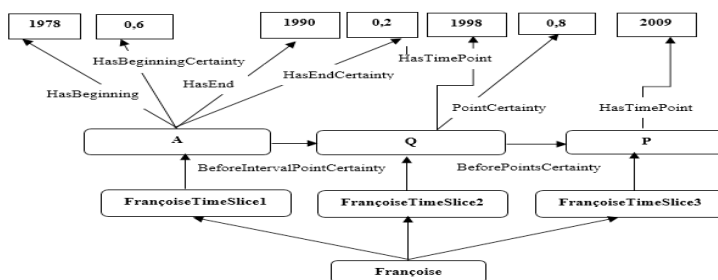 1978
0,6
1990
0,2
1998
0,8
2009
HasBeginningCertainty
HasBeginning
HasEnd
HasEndCertainty
HasTimePoint
PointCertainty
HasTimePoint
A
Q
P
BeforeIntervalPointCertainty
BeforePointsCertainty
FrançoiseTimeSlice1
FrançoiseTimeSlice2
FrançoiseTimeSlice3
Françoise